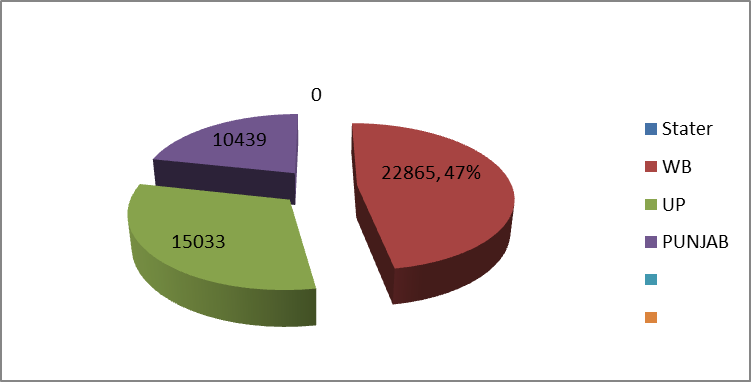 0
10439
22865, 47%
15033
Stater
WB
UP
PUNJAB